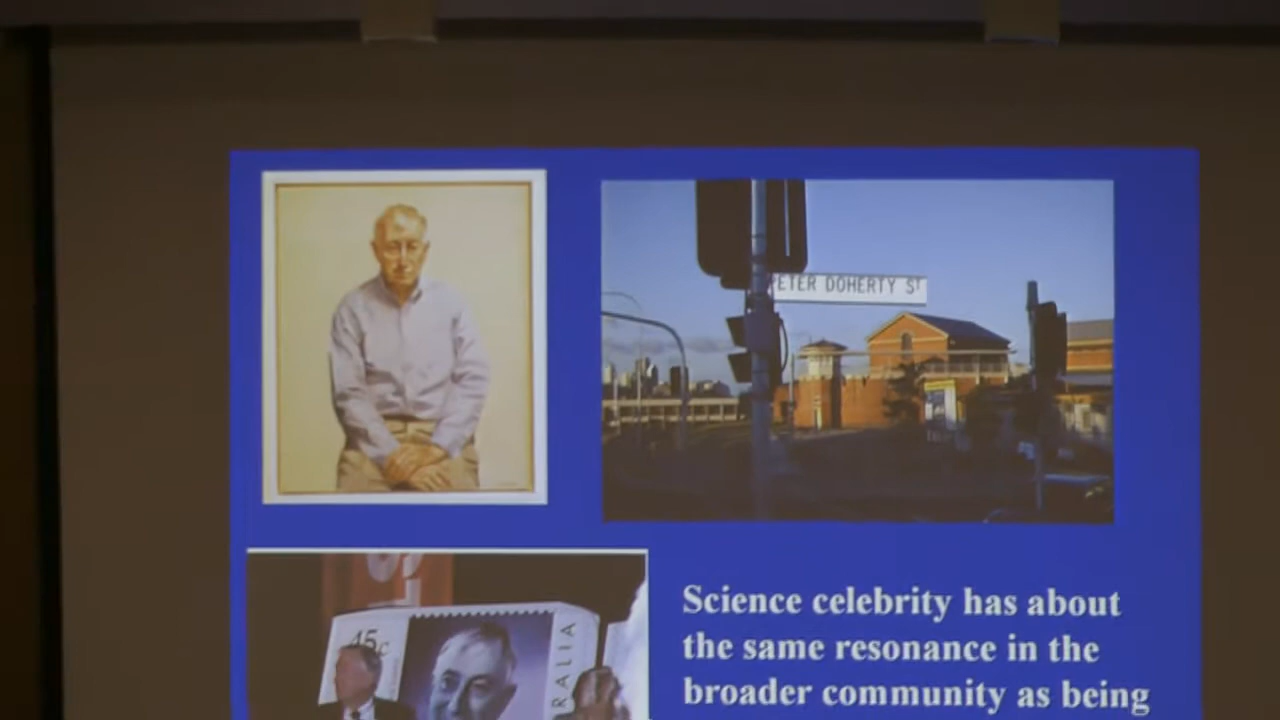 ETER DOHERTY ST
45c
RALIA
Science celebrity has about
the same resonance in the
broader community as being